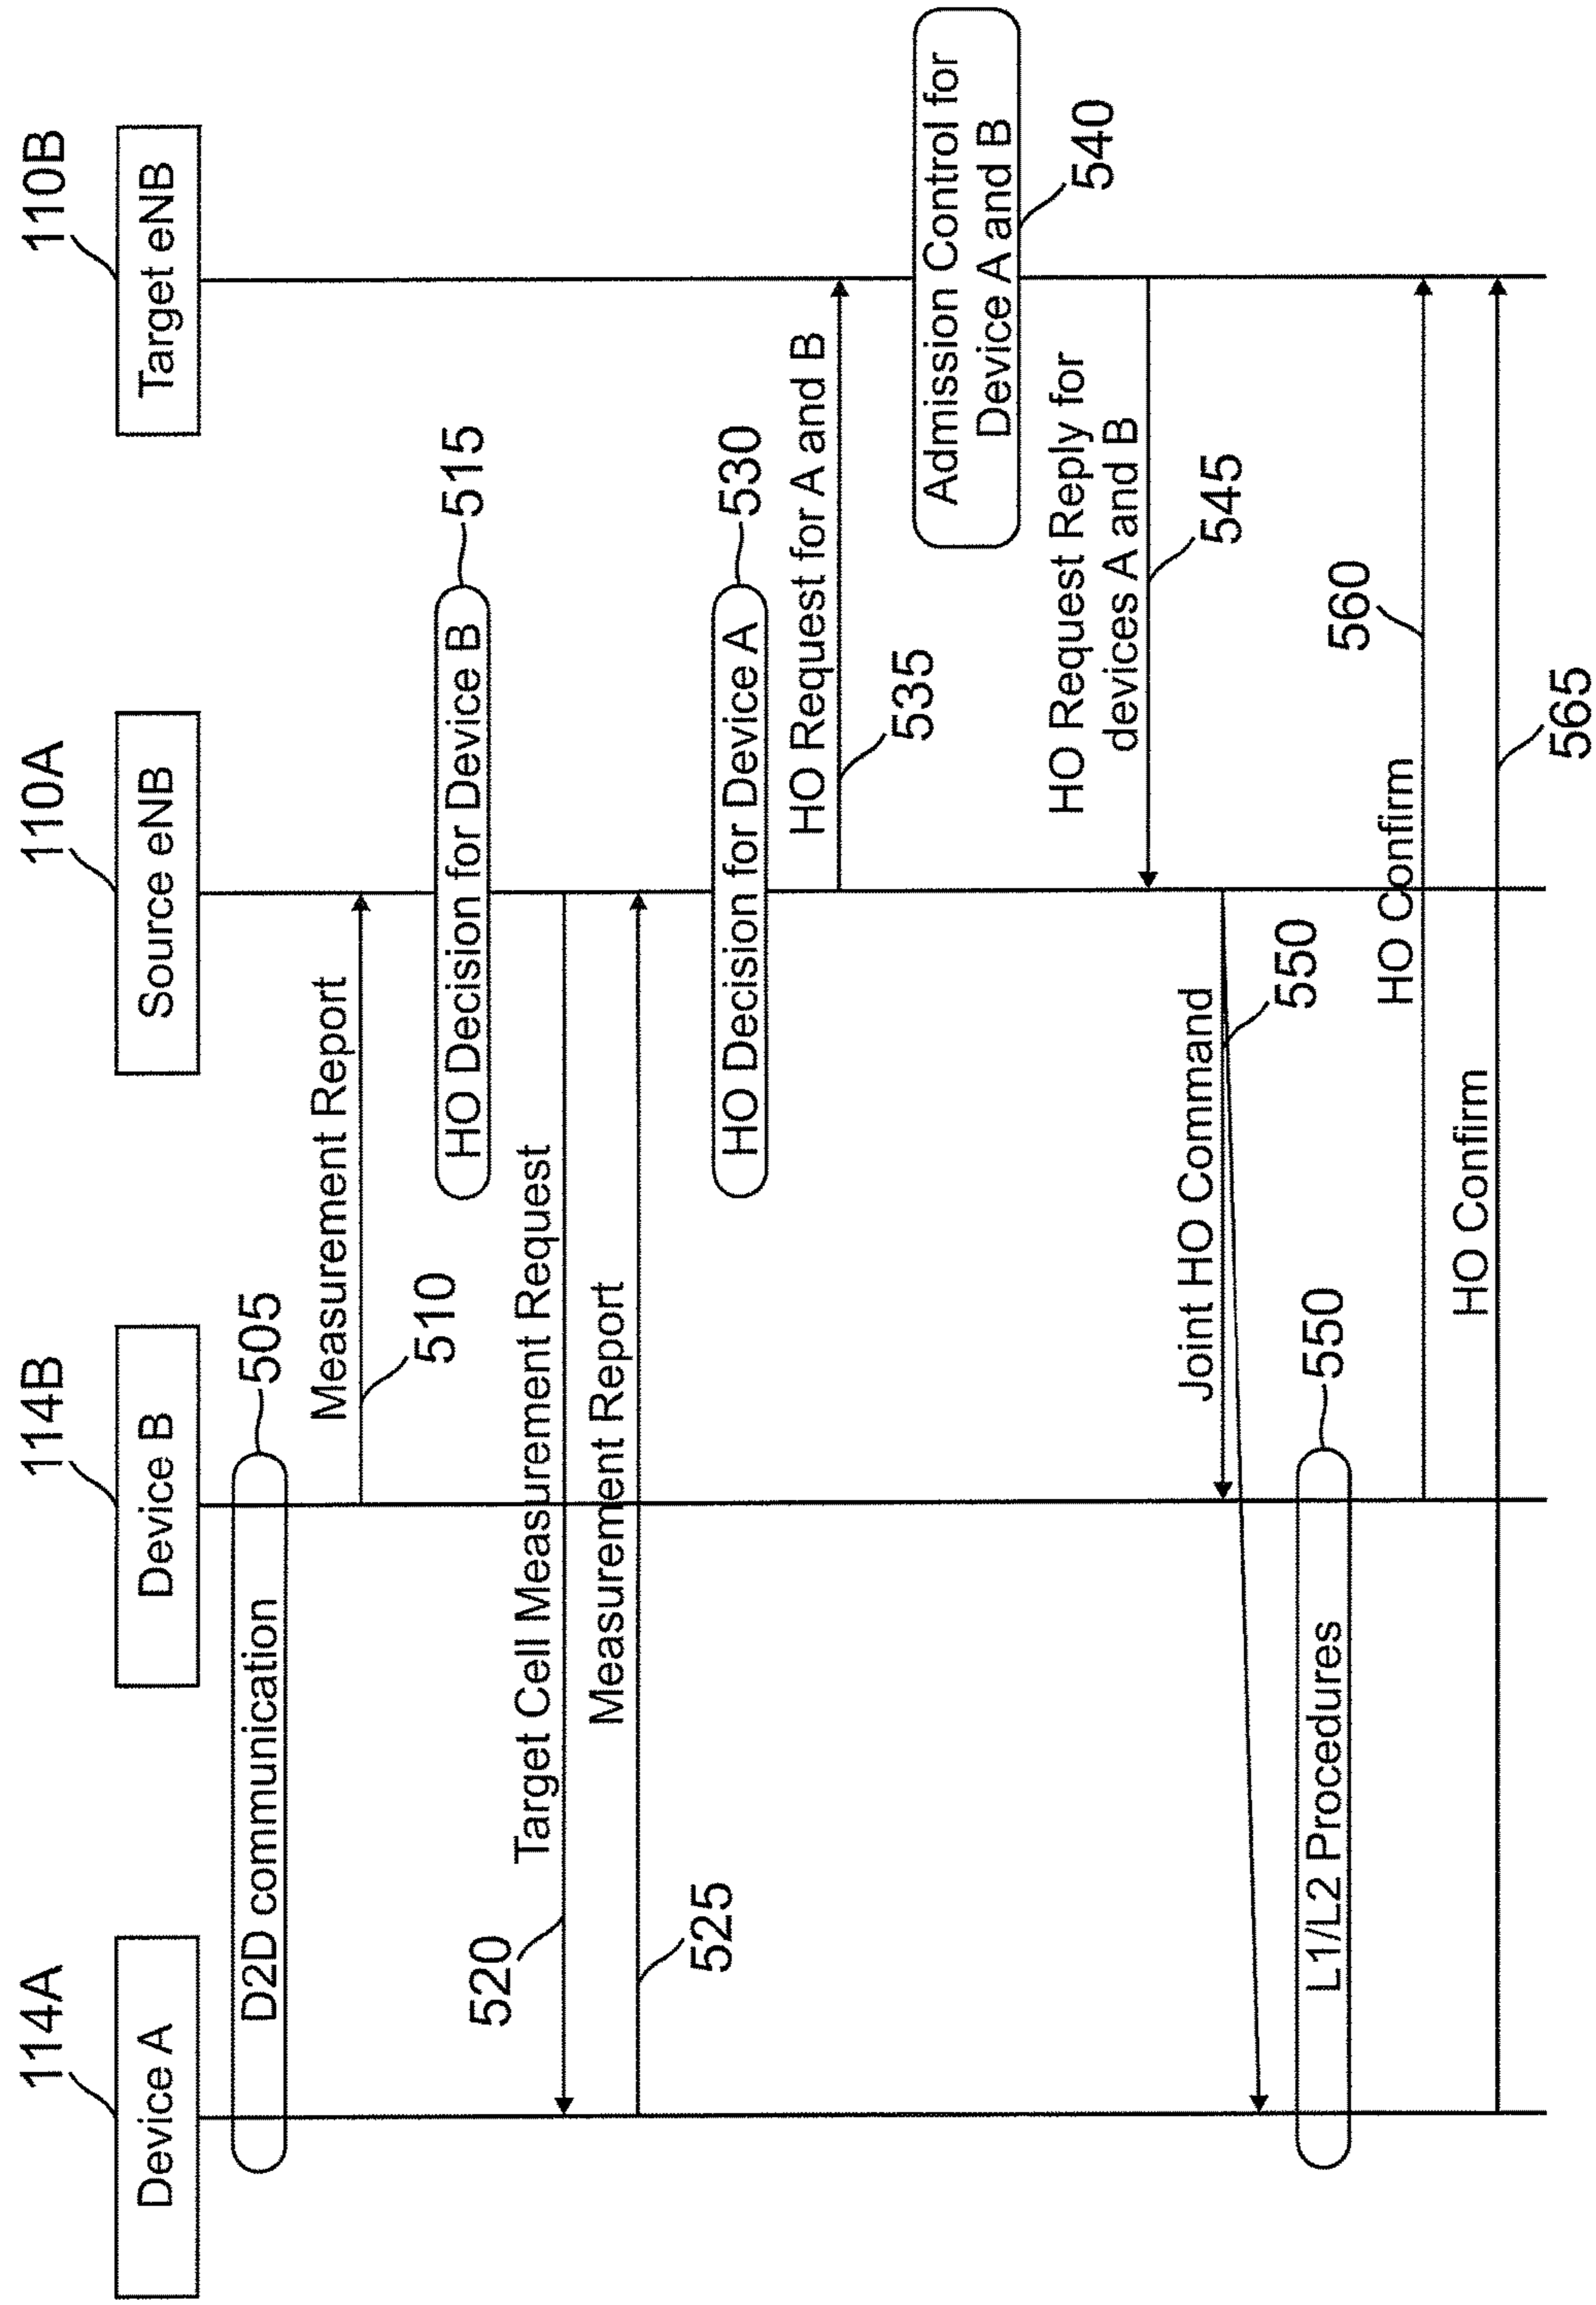 114A
114B
110A
110B
Device A
Device B
Source eNB
Target eNB
D2D communication
505
Measurement Report
510
HO Decision for Device B
515
520
Target Cell Measurement Request
Measurement Report
525
HO Decision for Device A
530
HO Request for A and B
535
Admission Control for
Device A and B
540
HO Request Reply for
devices A and B
545
Joint HO Command
550
L1/L2 Procedures
550
HO Confirm
560
HO Confirm
565